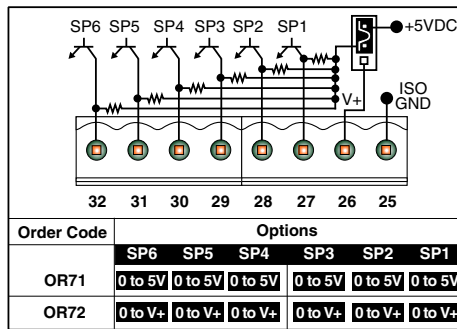 SP6 SP5 SP4 SP3 SP2 SP1
+5VDC
V+
ISO
GND
32 31 30 29 28 27 26 25
Order Code Options
SP6 SP5 SP4 SP3 SP2 SP1
OR71 0 to 5V 0 to 5V 0 to 5V 0 to 5V 0 to 5V 0 to 5V
OR72 0 to V+ 0 to V+ 0 to V+ 0 to V+ 0 to V+ 0 to V+